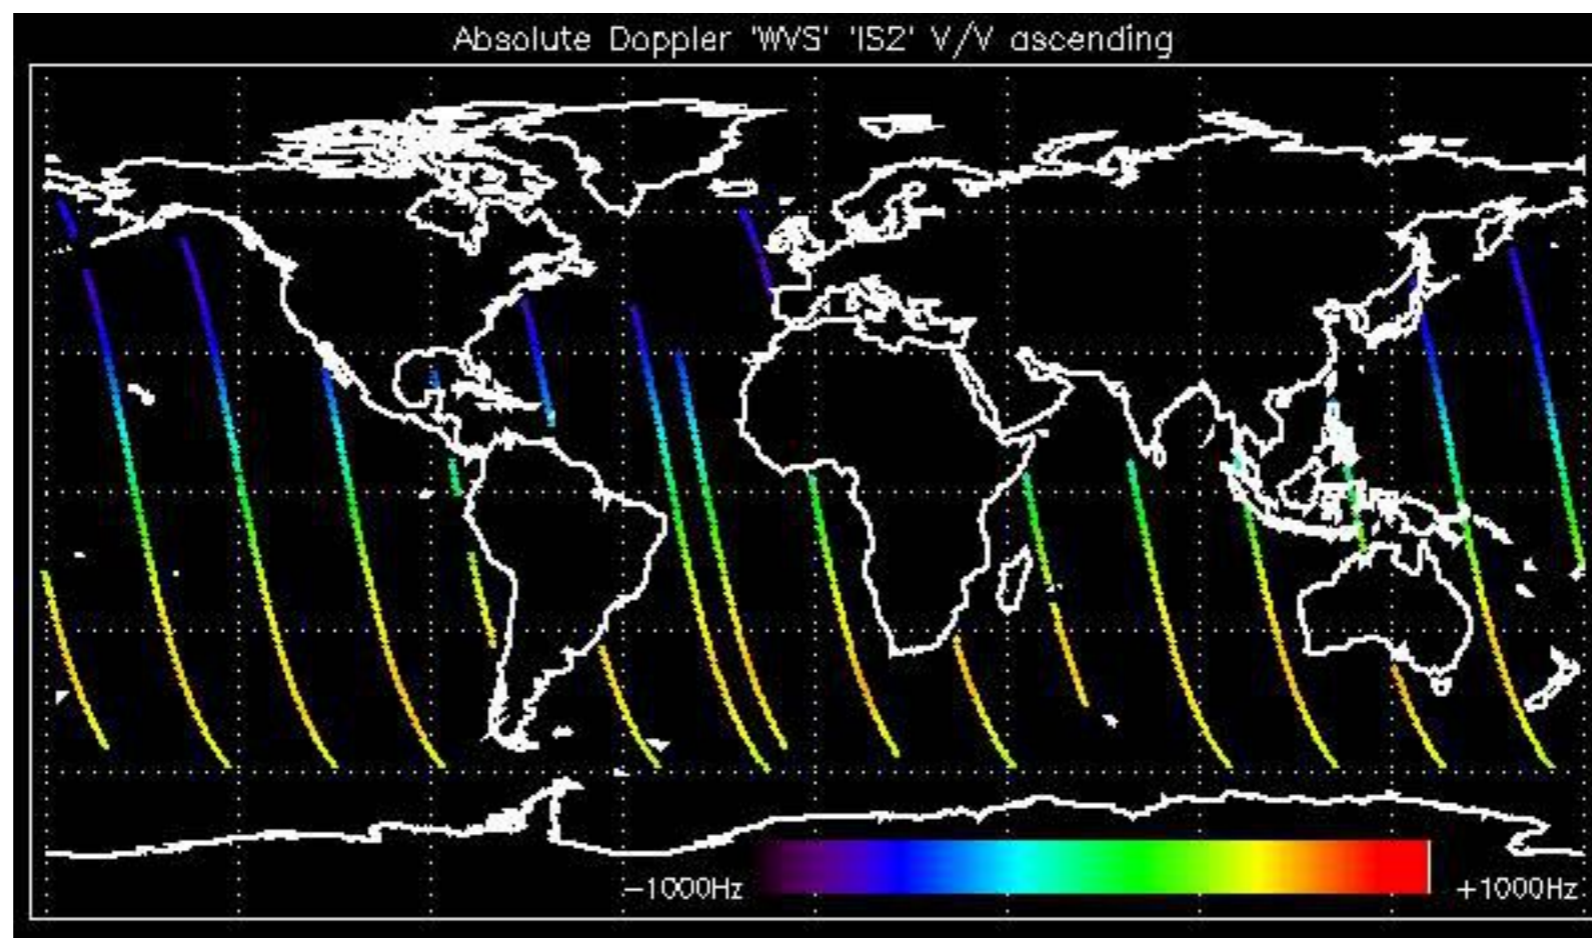 Absolute Doppler 'WVS' 'IS2' V/V ascending
−1000Hz +1000Hz